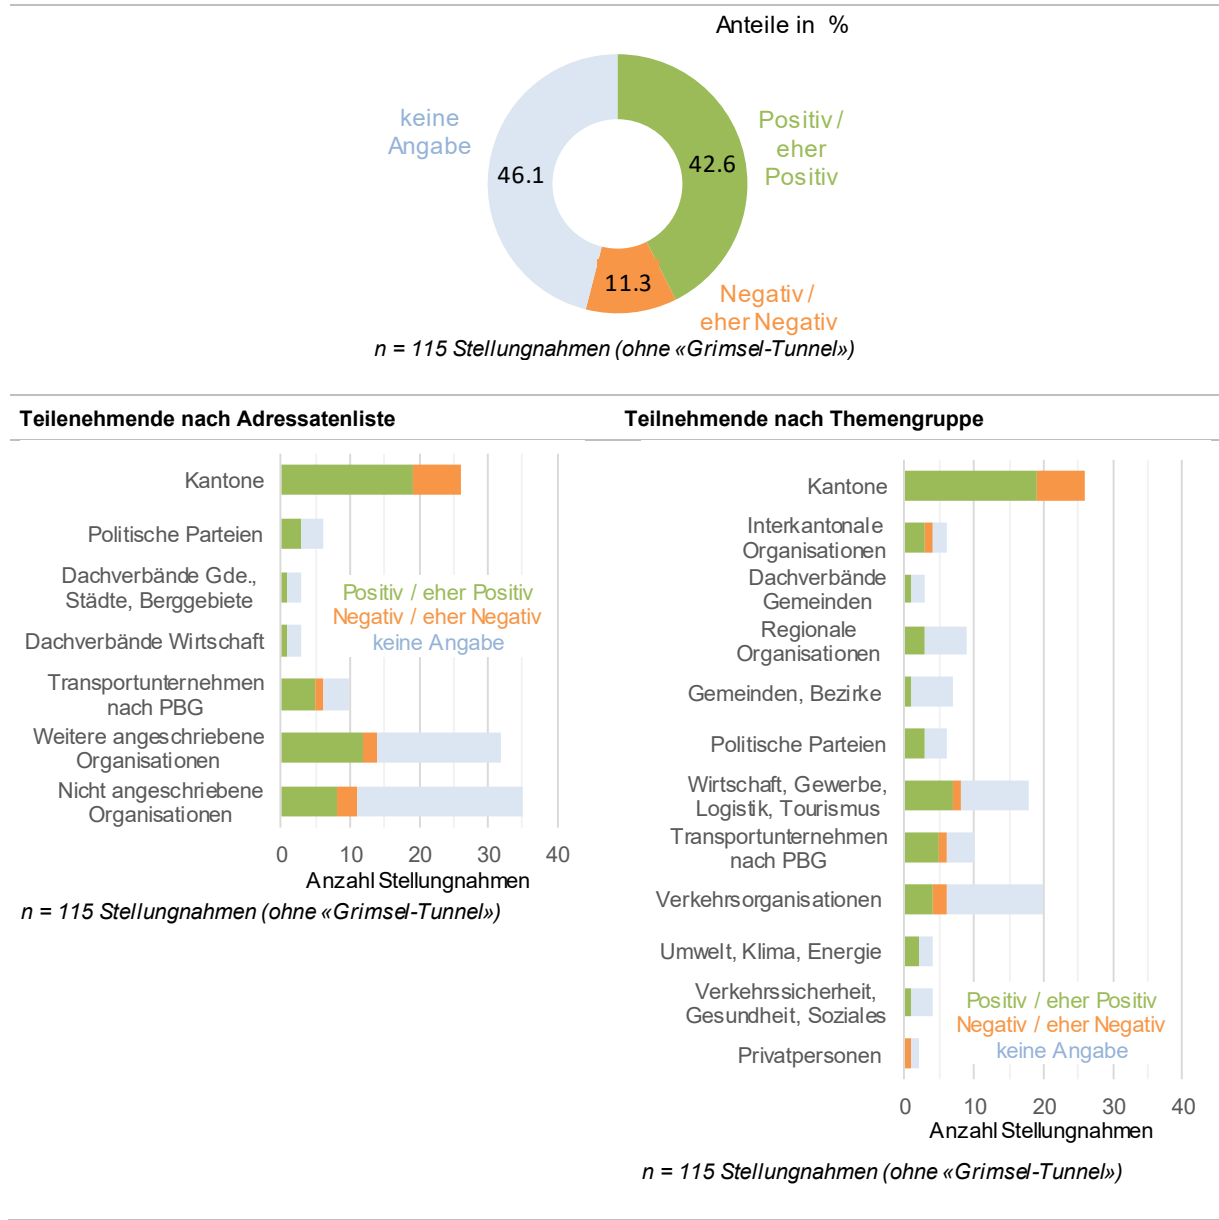 Anteile in %
keine
Angabe
46.1
42.6
Positiv /
eher
Positiv
11.3
Negativ /
eher Negativ
n = 115 Stellungnahmen (ohne «Grimsel-Tunnel»)
Teilenehmende nach Adressatenliste
Kantone
Politische Parteien
Dachverbände Gde.,
Städte, Berggebiete
Dachverbände Wirtschaft
Transportunternehmen
nach PBG
Weitere angeschriebene
Organisationen
Nicht angeschriebene
Organisationen
Positiv / eher Positiv
Negativ / eher Negativ
keine Angabe
0 10 20 30 40
Anzahl Stellungnahmen
n = 115 Stellungnahmen (ohne «Grimsel-Tunnel»)
Teilnehmende nach Themengruppe
Kantone
Interkantonale
Organisationen
Dachverbände
Gemeinden
Regionale
Organisationen
Gemeinden, Bezirke
Politische Parteien
Wirtschaft, Gewerbe,
Logistik, Tourismus
Transportunternehmen
nach PBG
Verkehrsorganisationen
Umwelt, Klima, Energie
Verkehrssicherheit,
Gesundheit, Soziales
Privatpersonen
Positiv / eher Positiv
Negativ / eher Negativ
keine Angabe
0 10 20 30 40
Anzahl Stellungnahmen
n = 115 Stellungnahmen (ohne «Grimsel-Tunnel»)